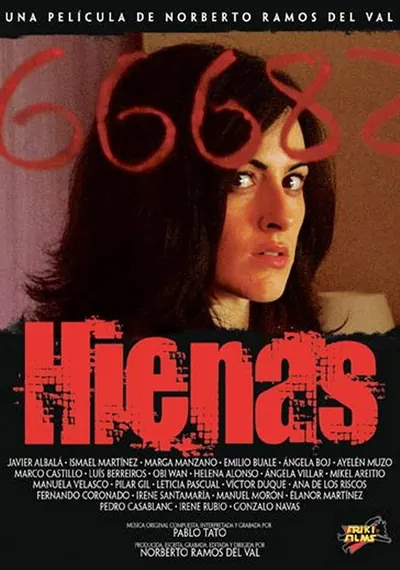 UNA PELÍCULA DE NORBERTO RAMOS DEL VAL
66682
Hienas
JAVIER ALBALÁ · ISMAEL MARTÍNEZ · MARGA MANZANO · EMILIO BUALE · ÁNGELA BOJ · AYELÉN MUZO
MARCO CASTILLO · LUÍS BERREIROS · OBI WAN · HELENA ALONSO · ÁNGELA VILLAR · MIKEL AREITIO
MANUELA VELASCO · PILAR GIL · LETICIA PASCUAL · VÍCTOR DUQUE · ANA DE LOS RISCOS
FERNANDO CORONADO · IRENE SANTAMARÍA · MANUEL MORÓN · ELANOR MARTÍNEZ
PEDRO CASABLANC · IRENE RUBIO · GONZALO NAVAS
MÚSICA ORIGINAL COMPUESTA, INTERPRETADA Y GRABADA POR
PABLO TATO
PRODUCIDA, ESCRITA, GRABADA, EDITADA Y DIRIGIDA POR
NORBERTO RAMOS DEL VAL
FRIKI
FILMS